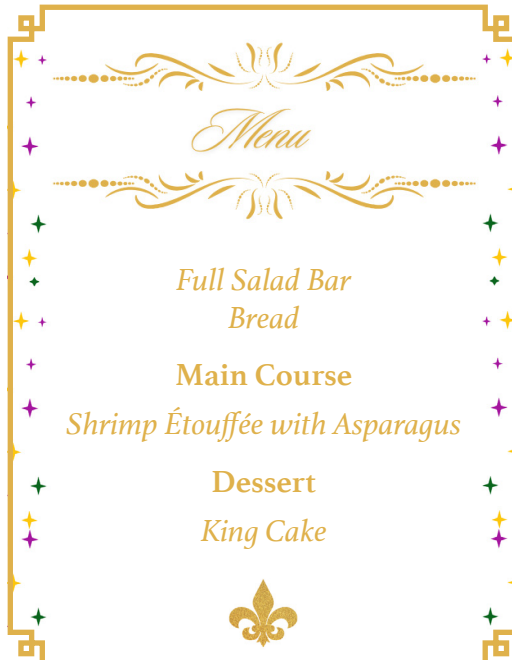 Menu
Full Salad Bar
Bread
Main Course
Shrimp Étouffée with Asparagus
Dessert
King Cake